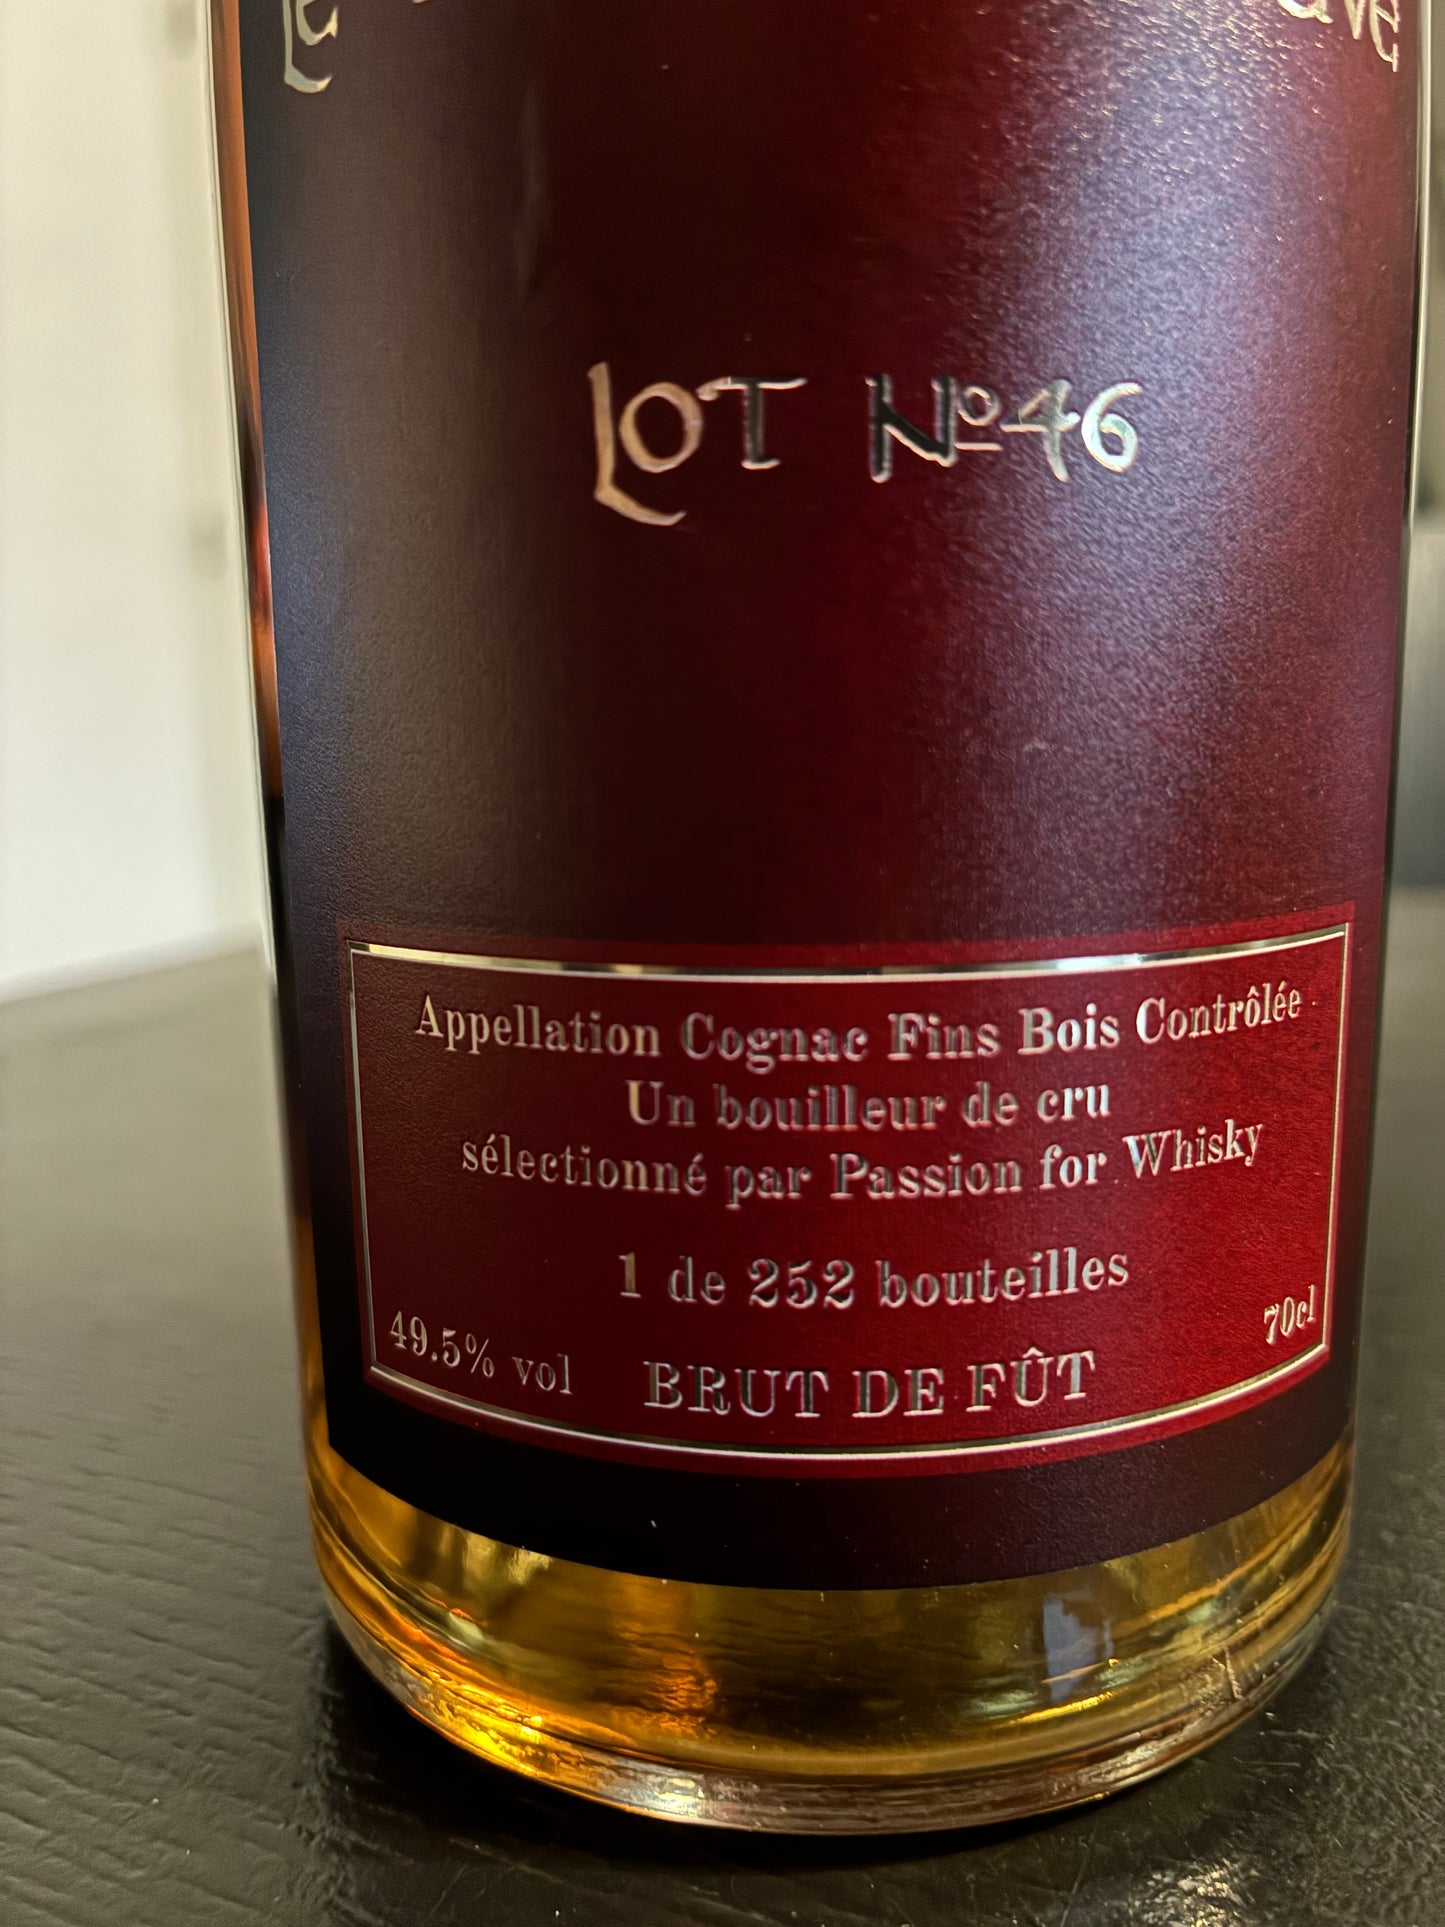 Le
LOT Nº46
Appellation Cognac Fins Bois Contrôlée
Un bouilleur de cru
sélectionné par Passion for Whisky
1 de 252 bouteilles
49.5% vol BRUT DE FÛT 70cl